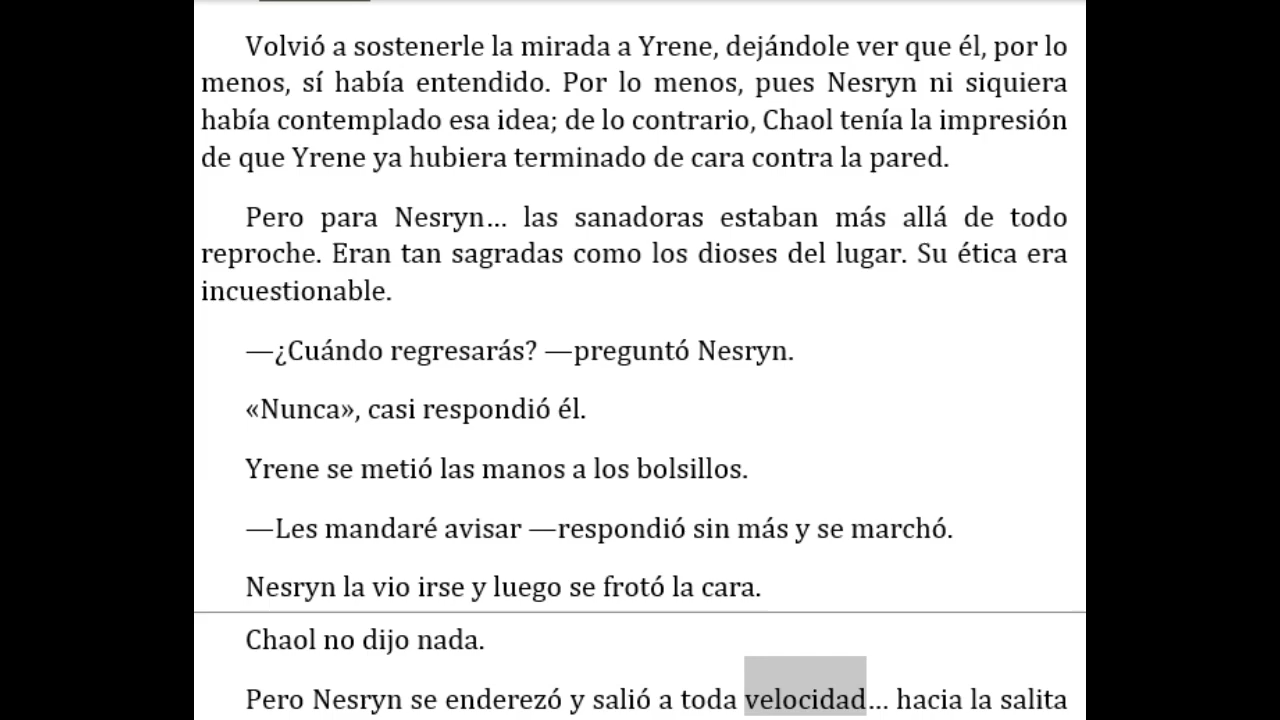 Volvió a sostenerle la mirada a Yrene, dejándole ver que él, por lo
menos, sí había entendido. Por lo menos, pues Nesryn ni siquiera
había contemplado esa idea; de lo contrario, Chaol tenía la impresión
de que Yrene ya hubiera terminado de cara contra la pared.
Pero para Nesryn… las sanadoras estaban más allá de todo
reproche. Eran tan sagradas como los dioses del lugar. Su ética era
incuestionable.
—¿Cuándo regresarás? —preguntó Nesryn.
«Nunca», casi respondió él.
Yrene se metió las manos a los bolsillos.
—Les mandaré avisar —respondió sin más y se marchó.
Nesryn la vio irse y luego se frotó la cara.
Chaol no dijo nada.
Pero Nesryn se enderezó y salió a toda velocidad… hacia la salita